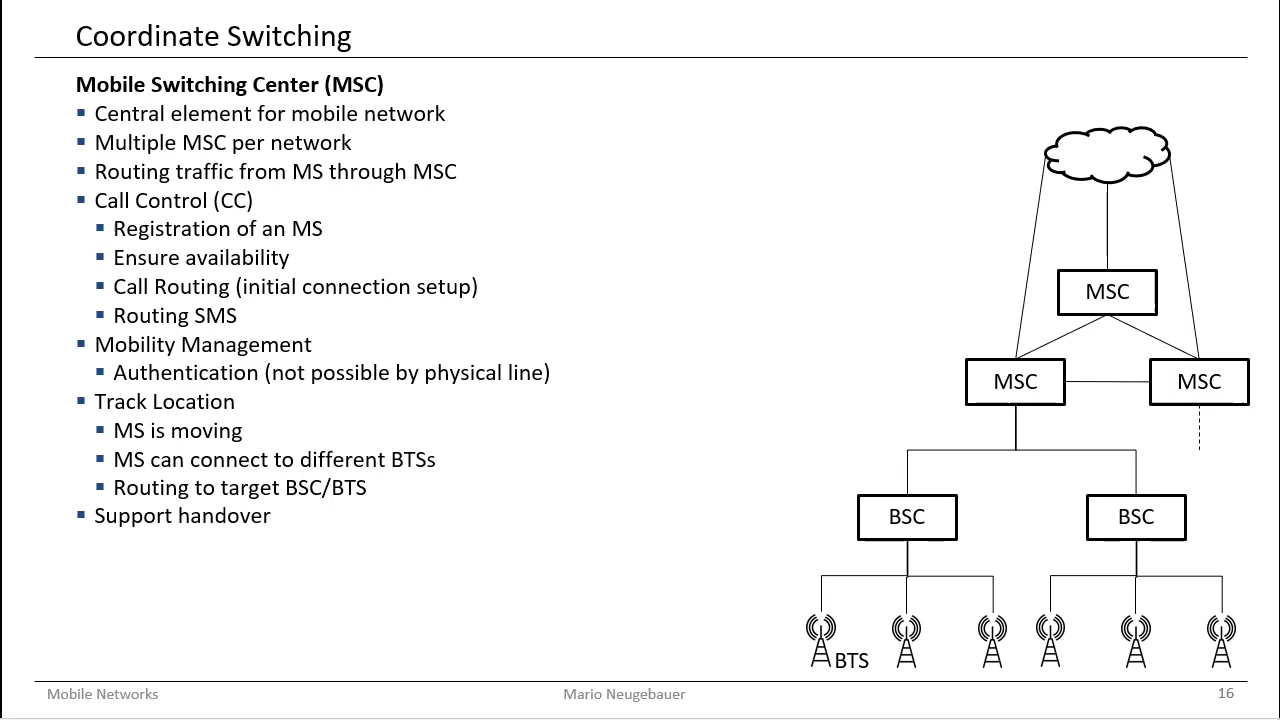 Coordinate Switching
Mobile Switching Center (MSC)
Central element for mobile network
Multiple MSC per network
Routing traffic from MS through MSC
Call Control (CC)
Registration of an MS
Ensure availability
Call Routing (initial connection setup)
Routing SMS
Mobility Management
Authentication (not possible by physical line)
Track Location
MS is moving
MS can connect to different BTSs
Routing to target BSC/BTS
Support handover
MSC
MSC MSC
BSC BSC
BTS
Mobile Networks Mario Neugebauer 16